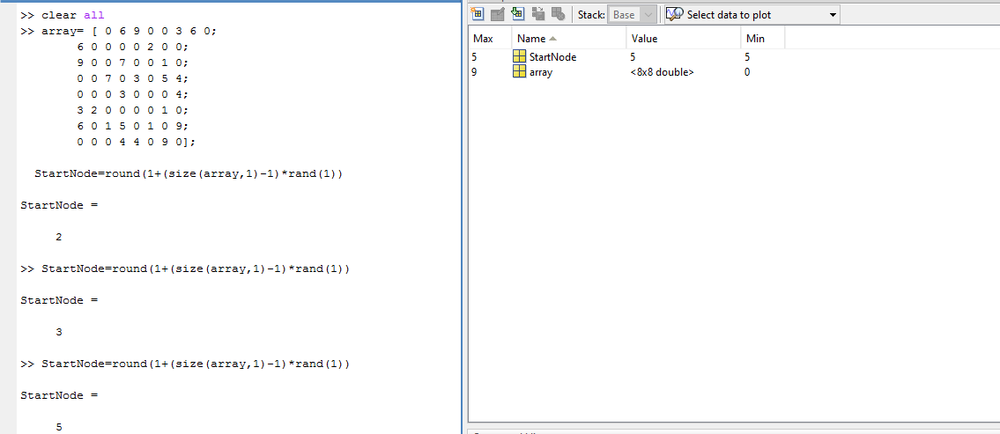 >> clear all
>> array= [ 0 6 9 0 0 3 6 0;
6 0 0 0 0 2 0 0;
9 0 0 7 0 0 1 0;
0 0 7 0 3 0 5 4;
0 0 0 3 0 0 0 4;
3 2 0 0 0 0 1 0;
6 0 1 5 0 1 0 9;
0 0 0 4 4 0 9 0];
StartNode=round(1+(size(array,1)-1)*rand(1))
StartNode =
2
>> StartNode=round(1+(size(array,1)-1)*rand(1))
StartNode =
3
>> StartNode=round(1+(size(array,1)-1)*rand(1))
StartNode =
5
Stack: Base Select data to plot
Max Name Value Min
5 StartNode 5 5
9 array <8x8 double> 0